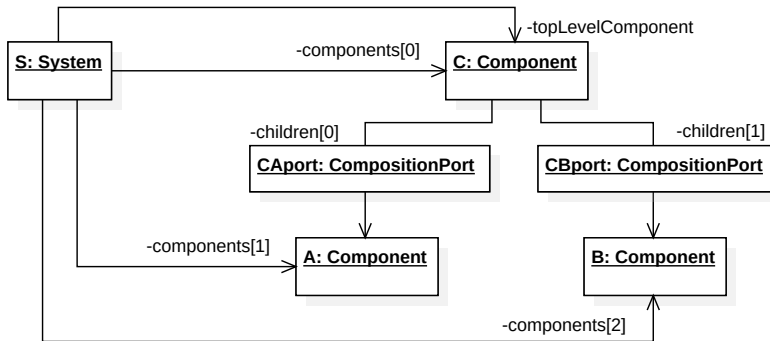 -topLevelComponent
-components[0]
S: System
C: Component
-children[0]
-children[1]
CAport: CompositionPort
CBport: CompositionPort
-components[1]
A: Component
B: Component
-components[2]